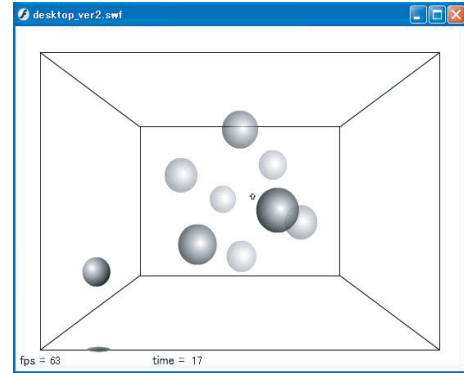 desktop_ver2.swf
fps = 63 time = 17